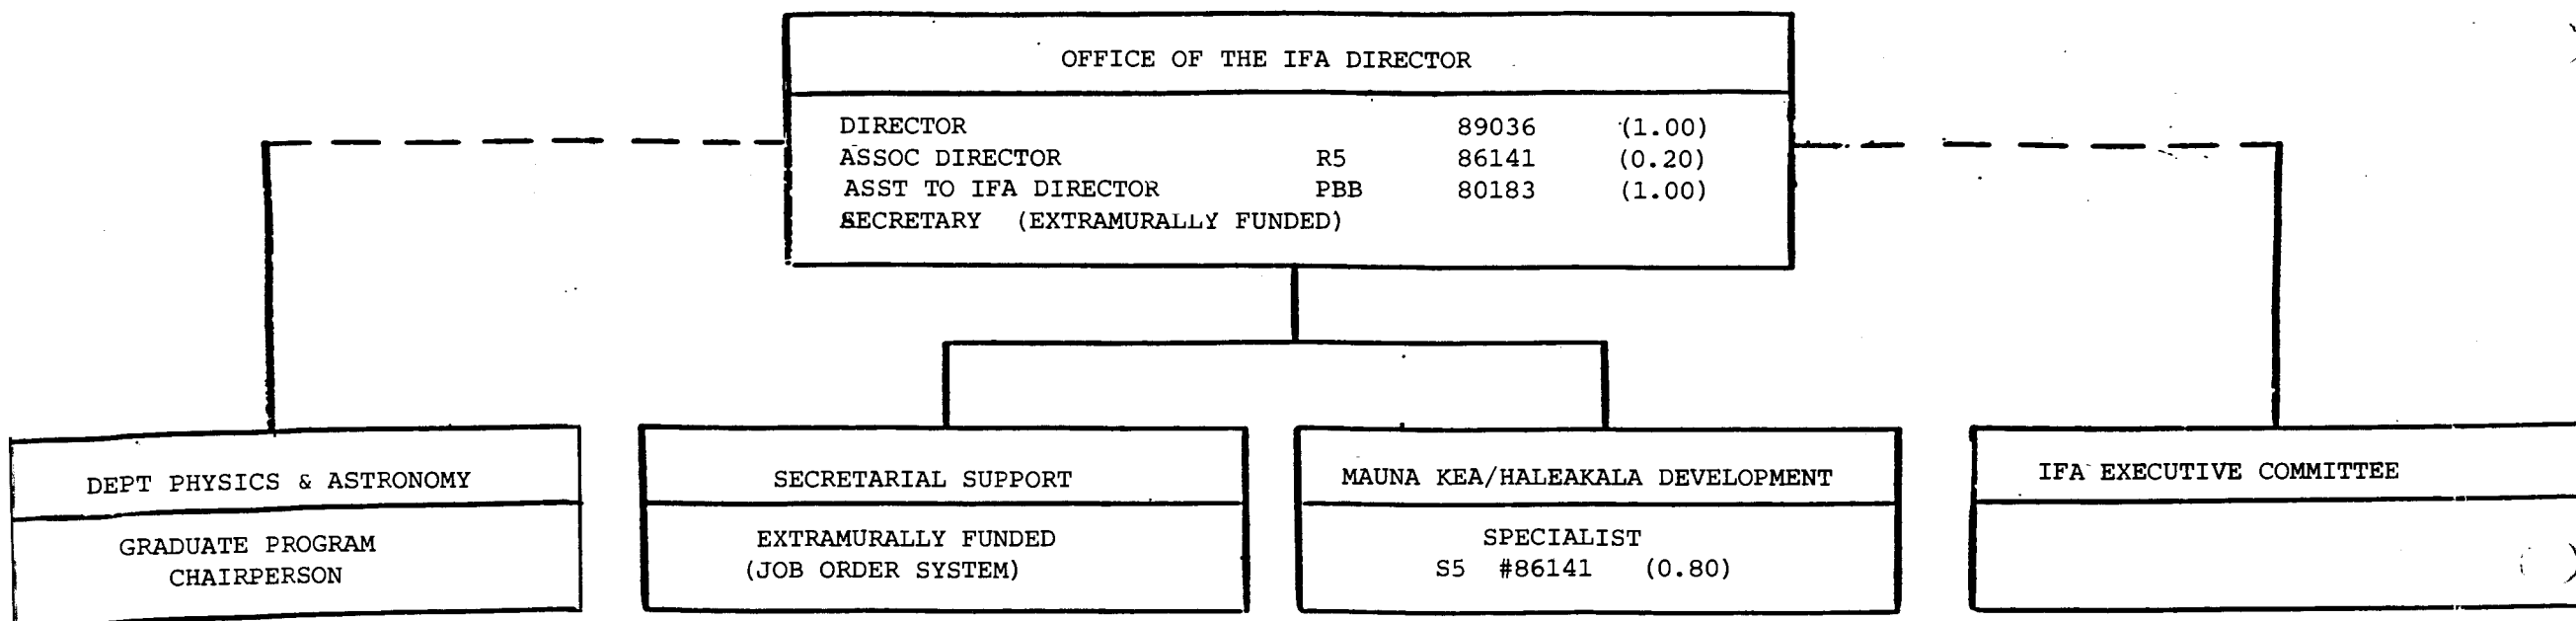 OFFICE OF THE IFA DIRECTOR
DIRECTOR 89036 (1.00)
ASSOC DIRECTOR R5 86141 (0.20)
ASST TO IFA DIRECTOR PBB 80183 (1.00)
SECRETARY (EXTRAMURALLY FUNDED)
DEPT PHYSICS & ASTRONOMY
GRADUATE PROGRAM
CHAIRPERSON
SECRETARIAL SUPPORT
EXTRAMURALLY FUNDED
(JOB ORDER SYSTEM)
MAUNA KEA/HALEAKALA DEVELOPMENT
SPECIALIST
S5 #86141 (0.80)
IFA EXECUTIVE COMMITTEE